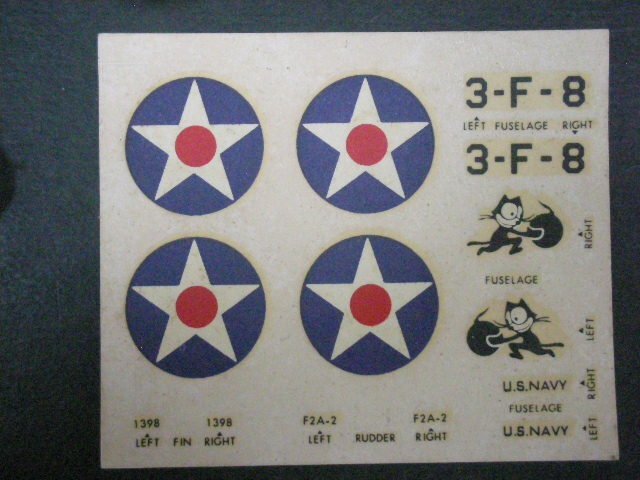 3-F-8
LEFT FUSELAGE RIGHT
3-F-8
RIGHT
FUSELAGE
LEFT
U.S.NAVY
RIGHT
FUSELAGE
U.S.NAVY
LEFT
1398 1398
LEFT FIN RIGHT
F2A-2 F2A-2
LEFT RUDDER RIGHT